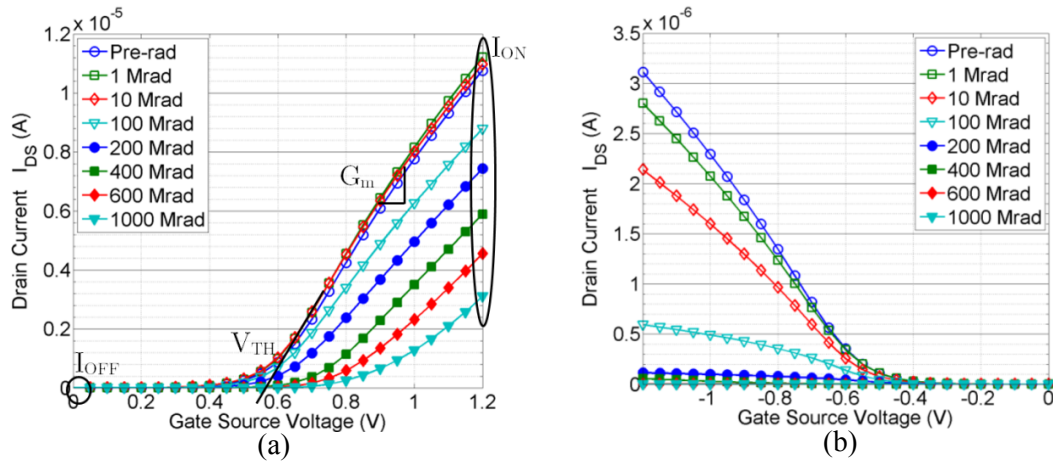 x 10⁻⁵
1.2
1
0.8
0.6
0.4
0.2
0
Drain Current I_DS (A)
Pre-rad
1 Mrad
10 Mrad
100 Mrad
200 Mrad
400 Mrad
600 Mrad
1000 Mrad
I_ON
G_m
V_TH
I_OFF
0 0.2 0.4 0.6 0.8 1.0 1.2
Gate Source Voltage (V)
(a)
x 10⁻⁶
3.5
3
2.5
2
1.5
1
0.5
0
Drain Current I_DS (A)
Pre-rad
1 Mrad
10 Mrad
100 Mrad
200 Mrad
400 Mrad
600 Mrad
1000 Mrad
-1 -0.8 -0.6 -0.4 -0.2 0
Gate Source Voltage (V)
(b)